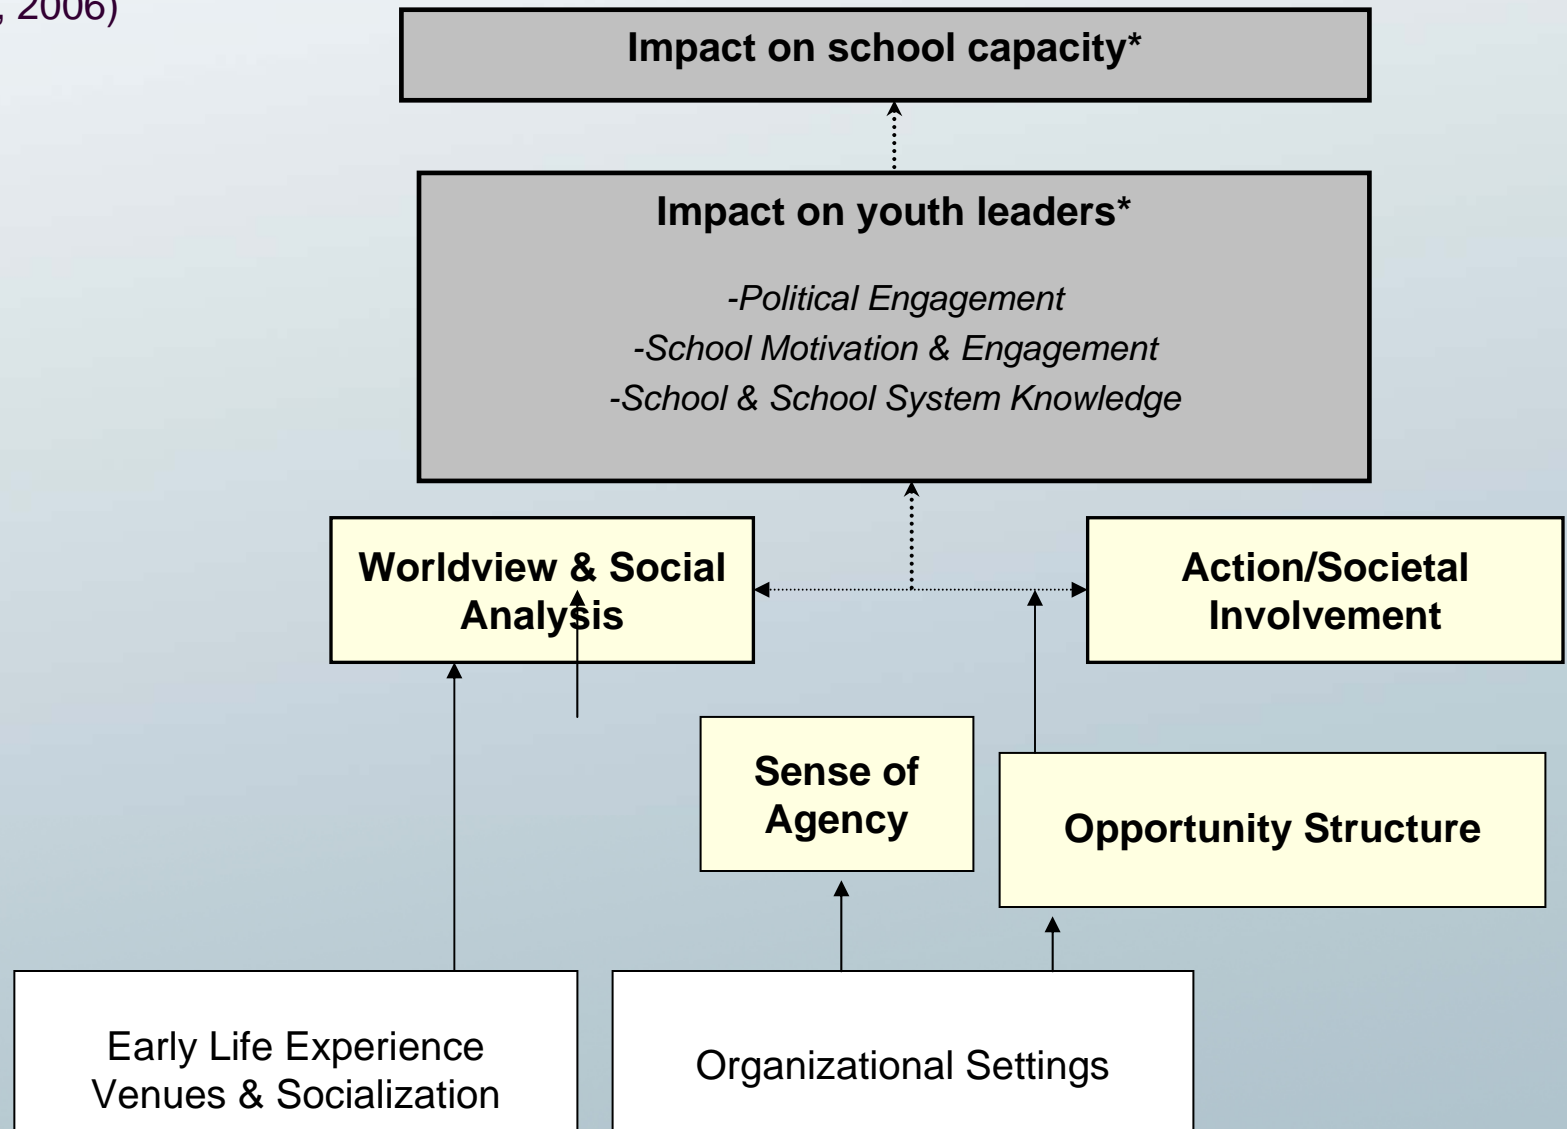 , 2006)
Impact on school capacity*
Impact on youth leaders*
-Political Engagement
-School Motivation & Engagement
-School & School System Knowledge
Worldview & Social
Analysis
Action/Societal
Involvement
Sense of
Agency
Opportunity Structure
Early Life Experience
Venues & Socialization
Organizational Settings